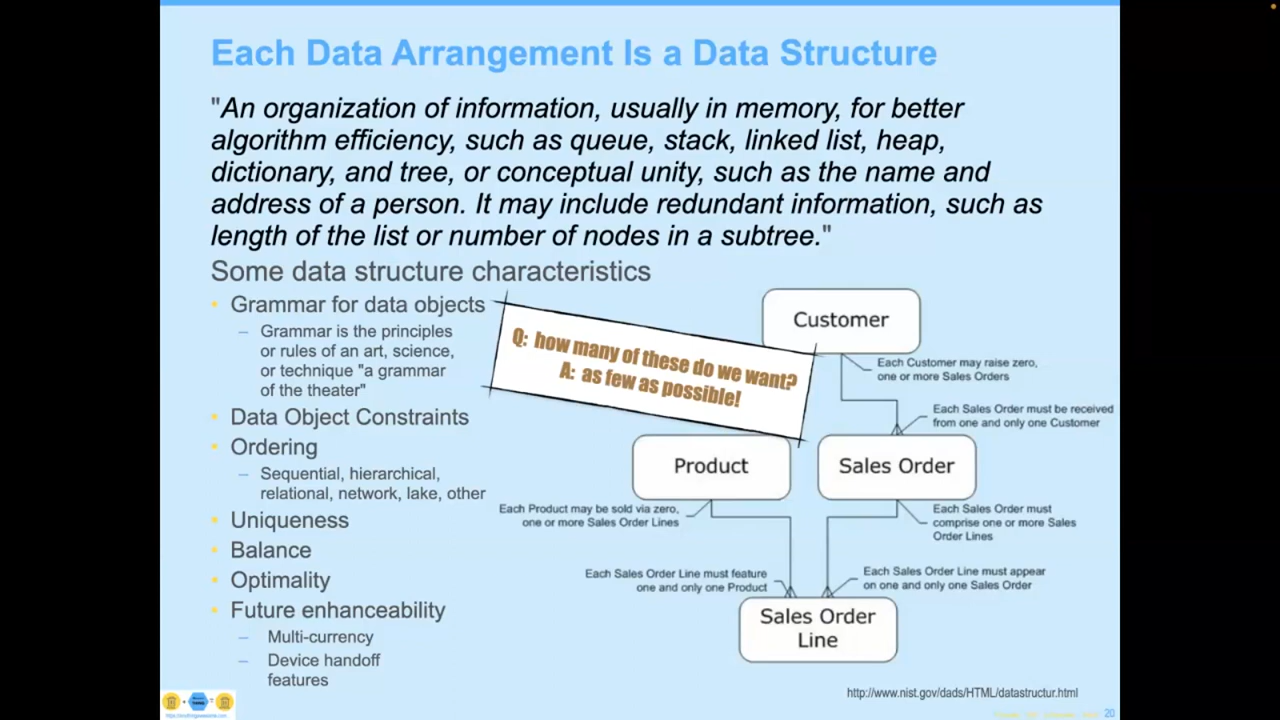 Each Data Arrangement Is a Data Structure
"An organization of information, usually in memory, for better
algorithm efficiency, such as queue, stack, linked list, heap,
dictionary, and tree, or conceptual unity, such as the name and
address of a person. It may include redundant information, such as
length of the list or number of nodes in a subtree."
Some data structure characteristics
• Grammar for data objects
– Grammar is the principles
or rules of an art, science,
or technique "a grammar
of the theater"
• Data Object Constraints
• Ordering
– Sequential, hierarchical,
relational, network, lake, other
• Uniqueness
• Balance
• Optimality
• Future enhanceability
– Multi-currency
– Device handoff
features
Q: how many of these do we want?
A: as few as possible!
Customer
Each Customer may raise zero,
one or more Sales Orders
Each Sales Order must be received
from one and only one Customer
Product
Sales Order
Each Product may be sold via zero,
one or more Sales Order Lines
Each Sales Order must
comprise one or more Sales
Order Lines
Each Sales Order Line must feature
one and only one Product
Each Sales Order Line must appear
on one and only one Sales Order
Sales Order
Line
http://www.nist.gov/dads/HTML/datastructur.html
20